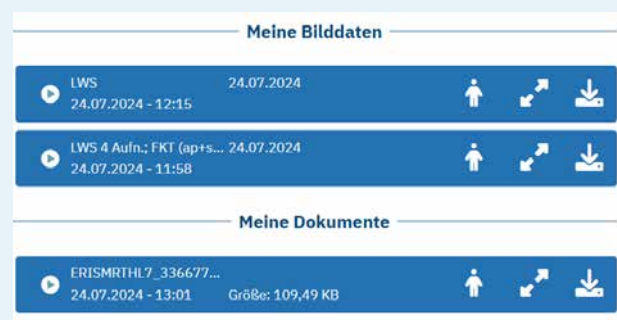 Meine Bilddaten
LWS 24.07.2024
24.07.2024 - 12:15
LWS 4 Aufn.; FKT (ap+s... 24.07.2024
24.07.2024 - 11:58
Meine Dokumente
ERISMRTHL7_336677...
24.07.2024 - 13:01 Größe: 109,49 KB